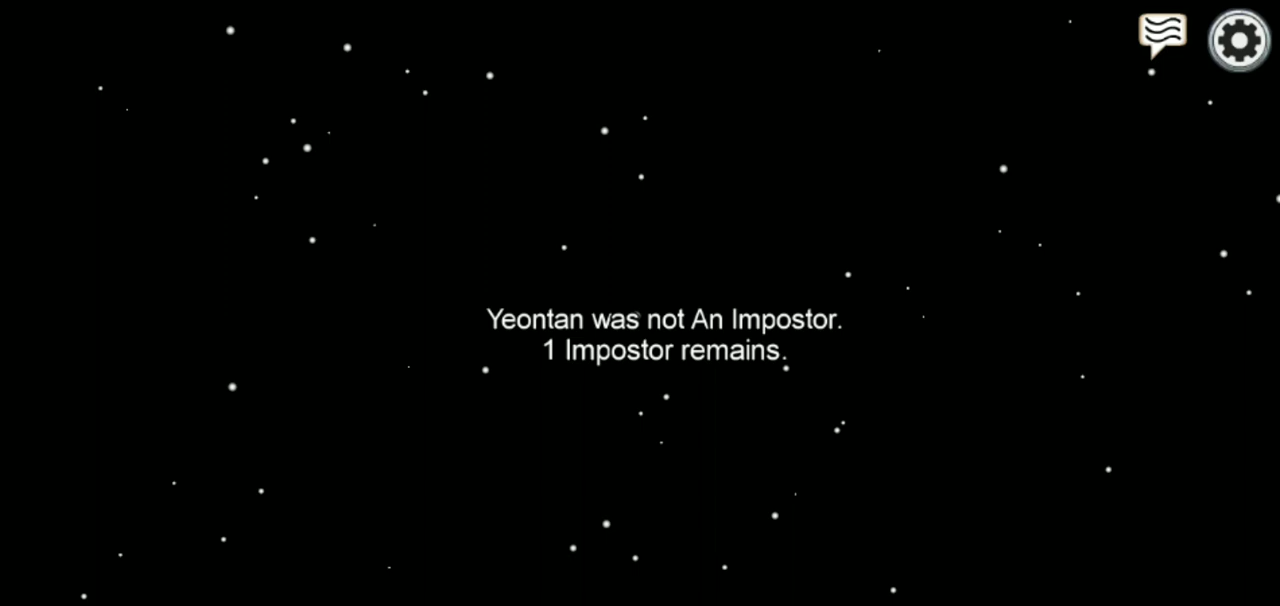 Yeontan was not An Impostor.
1 Impostor remains.